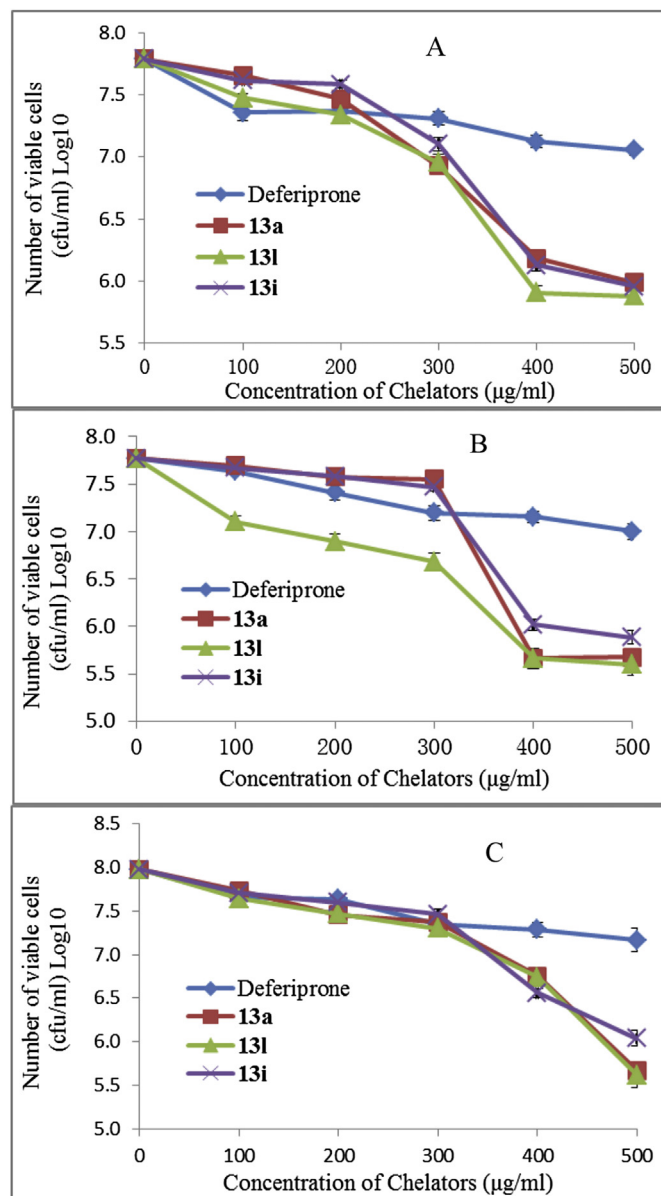 A
8.0
7.5
7.0
6.5
6.0
5.5
Number of viable cells
(cfu/ml) Log10
Deferiprone
13a
13l
13i
0 100 200 300 400 500
Concentration of Chelators (μg/ml)
B
8.0
7.5
7.0
6.5
6.0
5.5
5.0
Number of viable cells
(cfu/ml) Log10
Deferiprone
13a
13l
13i
0 100 200 300 400 500
Concentration of Chelators (μg/ml)
C
8.5
8.0
7.5
7.0
6.5
6.0
5.5
5.0
Number of viable cells
(cfu/ml) Log10
Deferiprone
13a
13l
13i
0 100 200 300 400 500
Concentration of Chelators (μg/ml)